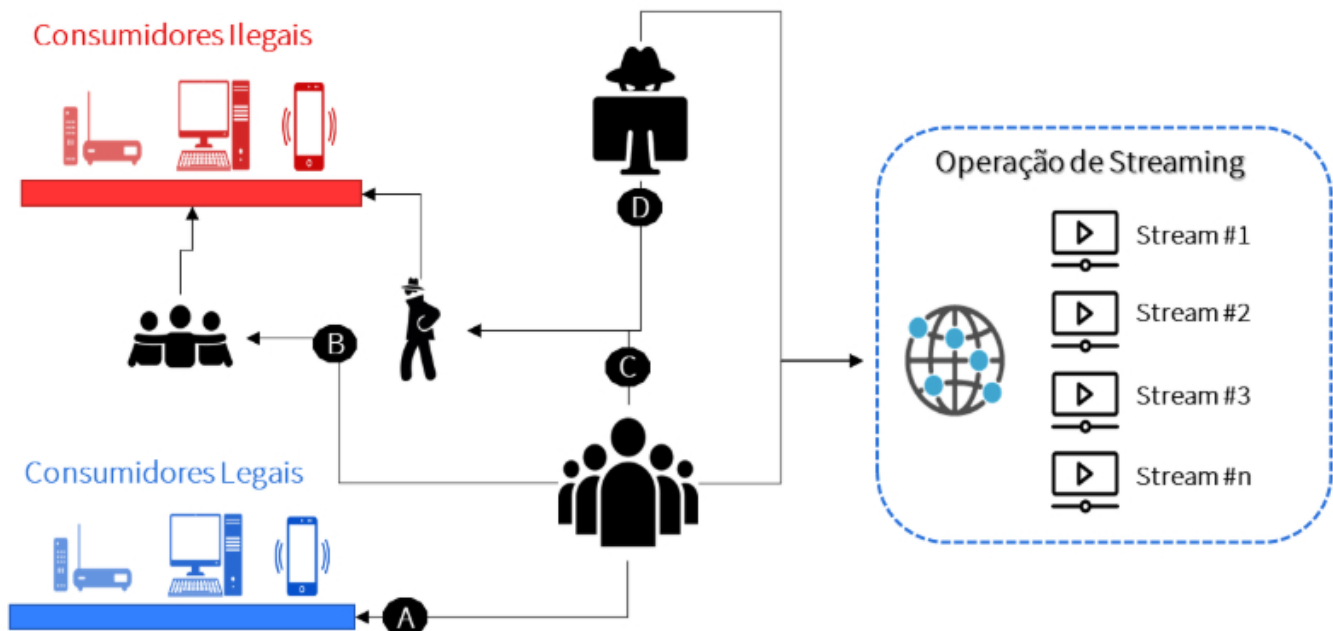 Consumidores Ilegais
Operação de Streaming
D
Stream #1
Stream #2
B
C
Stream #3
Consumidores Legais
Stream #n
A